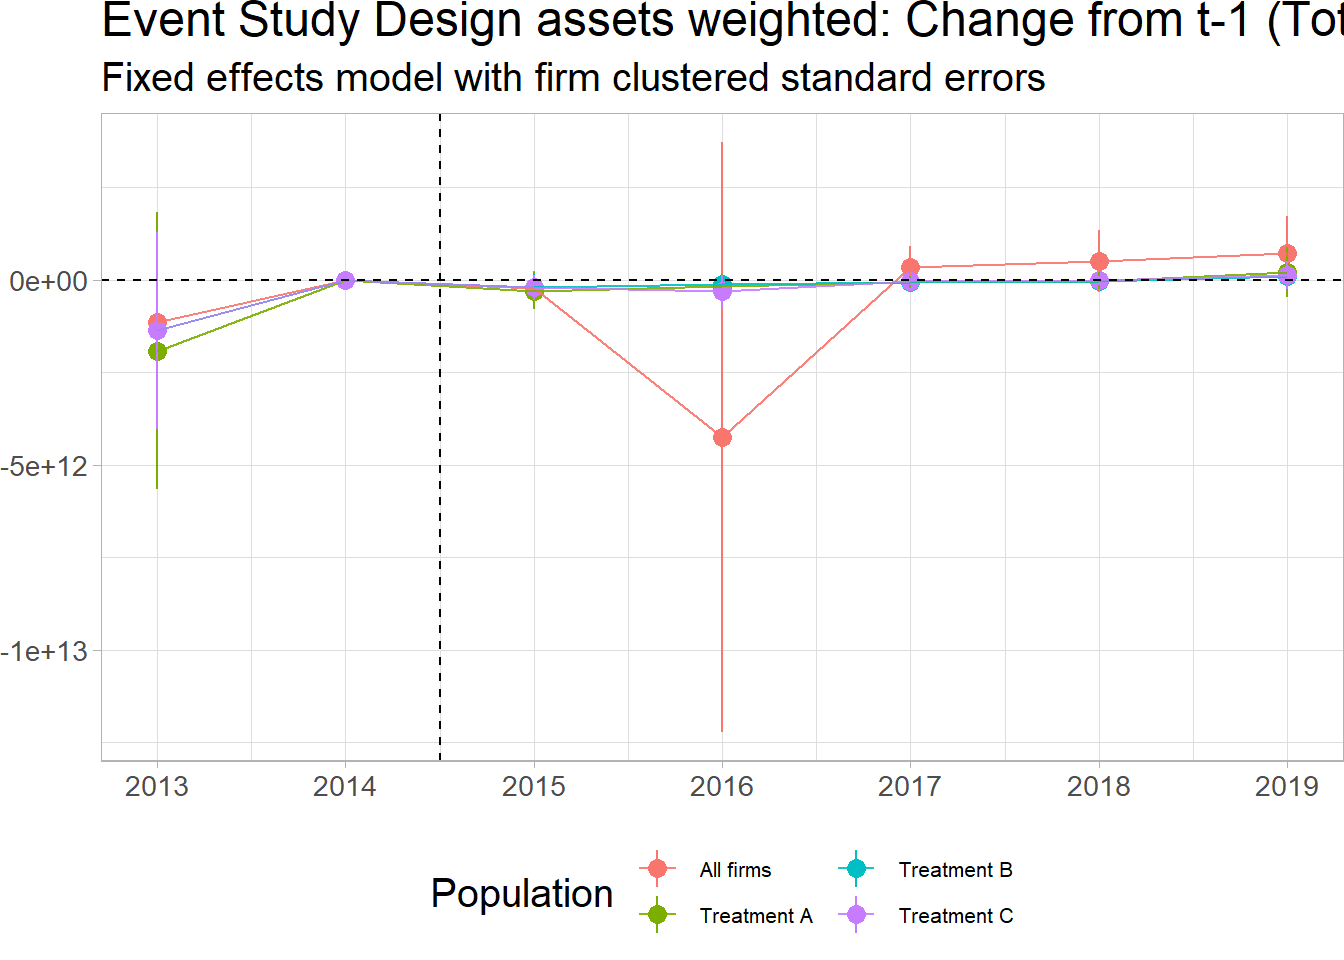 Event Study Design assets weighted: Change from t-1 (Tot
Fixed effects model with firm clustered standard errors
0e+00
-5e+12
-1e+13
2013 2014 2015 2016 2017 2018 2019
Population
All firms
Treatment A
Treatment B
Treatment C